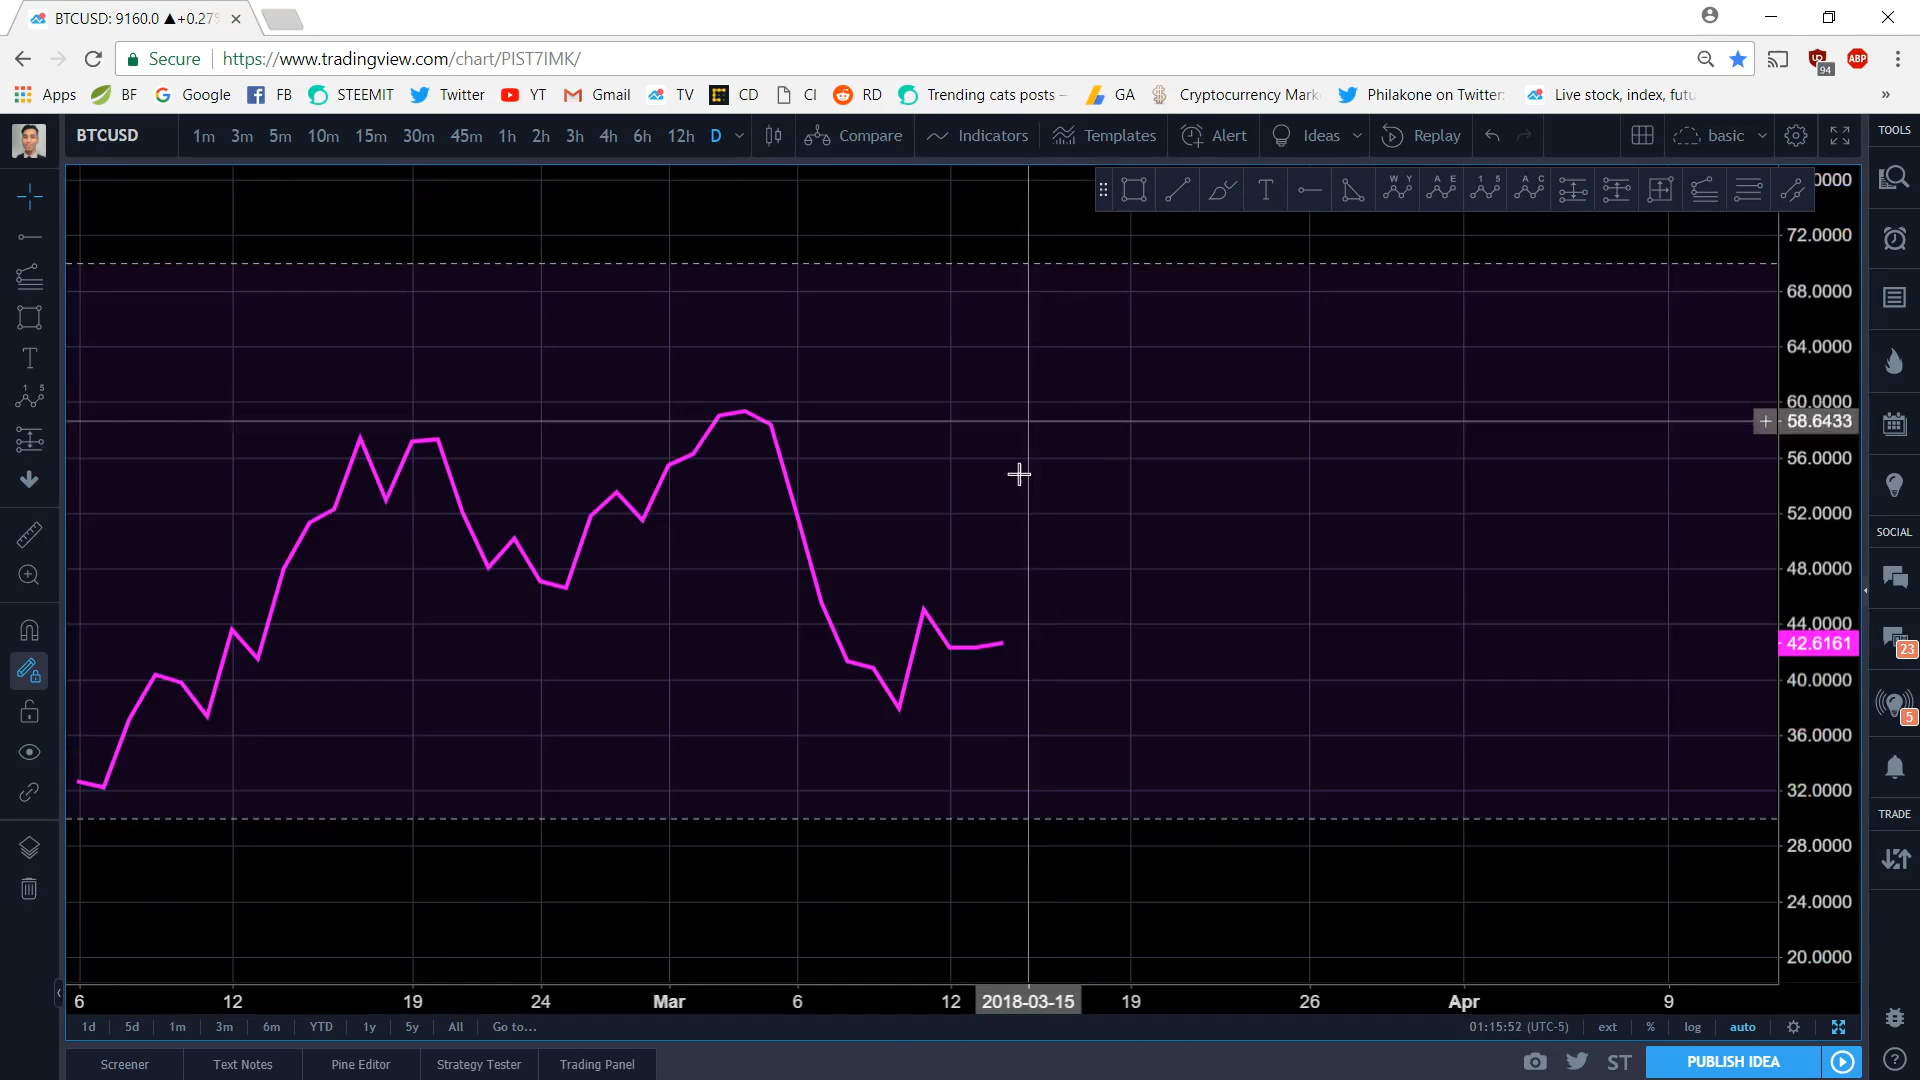 BTCUSD: 9160.0 ▲+0.27%
Secure https://www.tradingview.com/chart/PIST7IMK/
94 ABP
Apps BF Google FB STEEMIT Twitter YT Gmail TV CD CI RD Trending cats posts – GA Cryptocurrency Mark Philakone on Twitter: Live stock, index, futu »
BTCUSD 1m 3m 5m 10m 15m 30m 45m 1h 2h 3h 4h 6h 12h D Compare Indicators Templates Alert Ideas Replay basic TOOLS
T W Y A E 1 5 A C
72.0000
68.0000
64.0000
60.0000
58.6433
56.0000
52.0000
48.0000
44.0000
42.6161
40.0000
36.0000
32.0000
28.0000
24.0000
20.0000
T
1 5
SOCIAL
23
5
TRADE
6 12 19 24 Mar 6 12 2018-03-15 19 26 Apr 9
1d 5d 1m 3m 6m YTD 1y 5y All Go to... 01:15:52 (UTC-5) ext % log auto
Screener Text Notes Pine Editor Strategy Tester Trading Panel ST PUBLISH IDEA